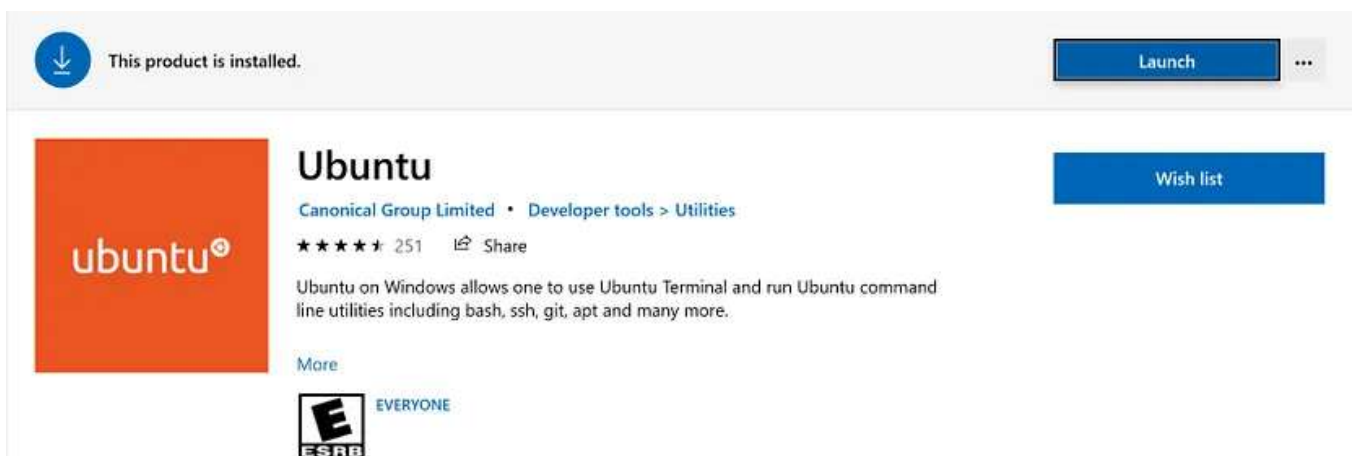 This product is installed.
Launch
...
ubuntu
Ubuntu
Canonical Group Limited • Developer tools > Utilities
251 Share
Wish list
Ubuntu on Windows allows one to use Ubuntu Terminal and run Ubuntu command
line utilities including bash, ssh, git, apt and many more.
More
E
EVERYONE
ESRB